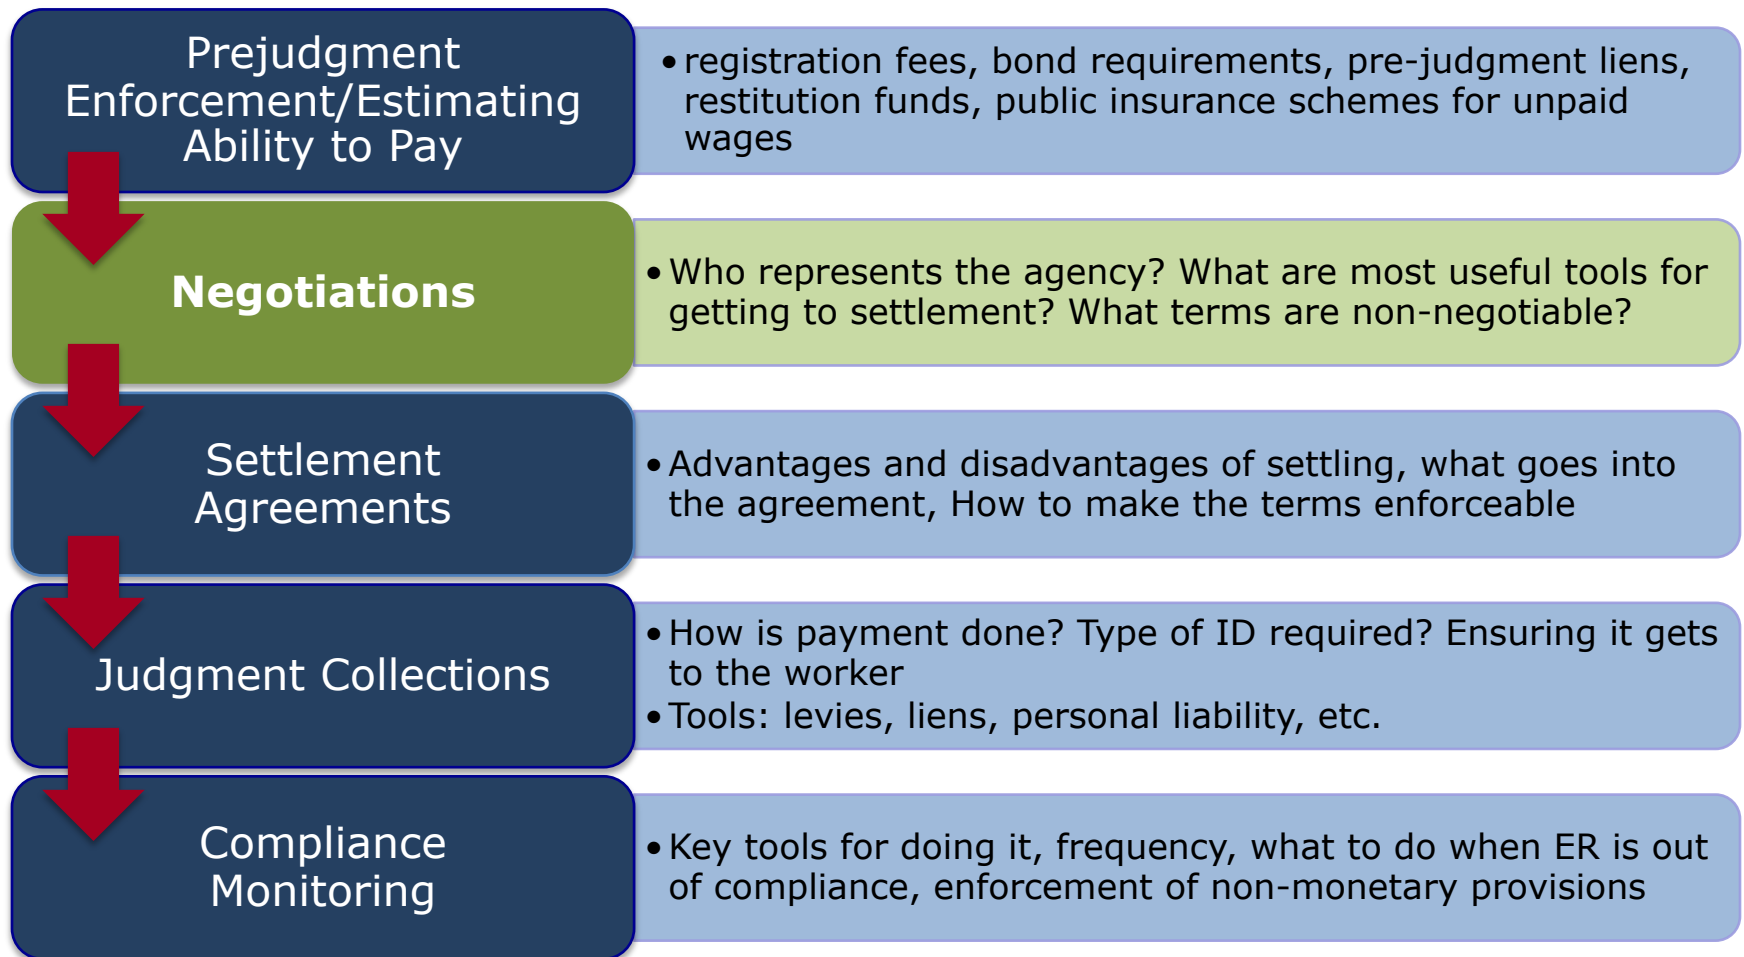 Prejudgment
Enforcement/Estimating
Ability to Pay
• registration fees, bond requirements, pre-judgment liens,
restitution funds, public insurance schemes for unpaid
wages
Negotiations
• Who represents the agency? What are most useful tools for
getting to settlement? What terms are non-negotiable?
Settlement
Agreements
• Advantages and disadvantages of settling, what goes into
the agreement, How to make the terms enforceable
Judgment Collections
• How is payment done? Type of ID required? Ensuring it gets
to the worker
• Tools: levies, liens, personal liability, etc.
Compliance
Monitoring
• Key tools for doing it, frequency, what to do when ER is out
of compliance, enforcement of non-monetary provisions